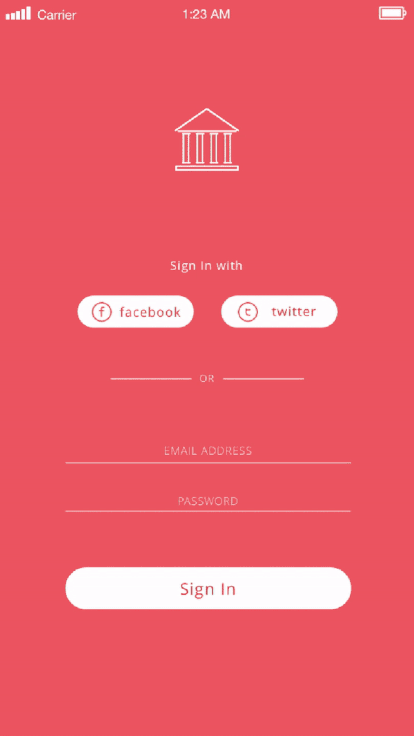 Carrier 1:23 AM
Sign In with
f facebook t twitter
OR
EMAIL ADDRESS
PASSWORD
Sign In